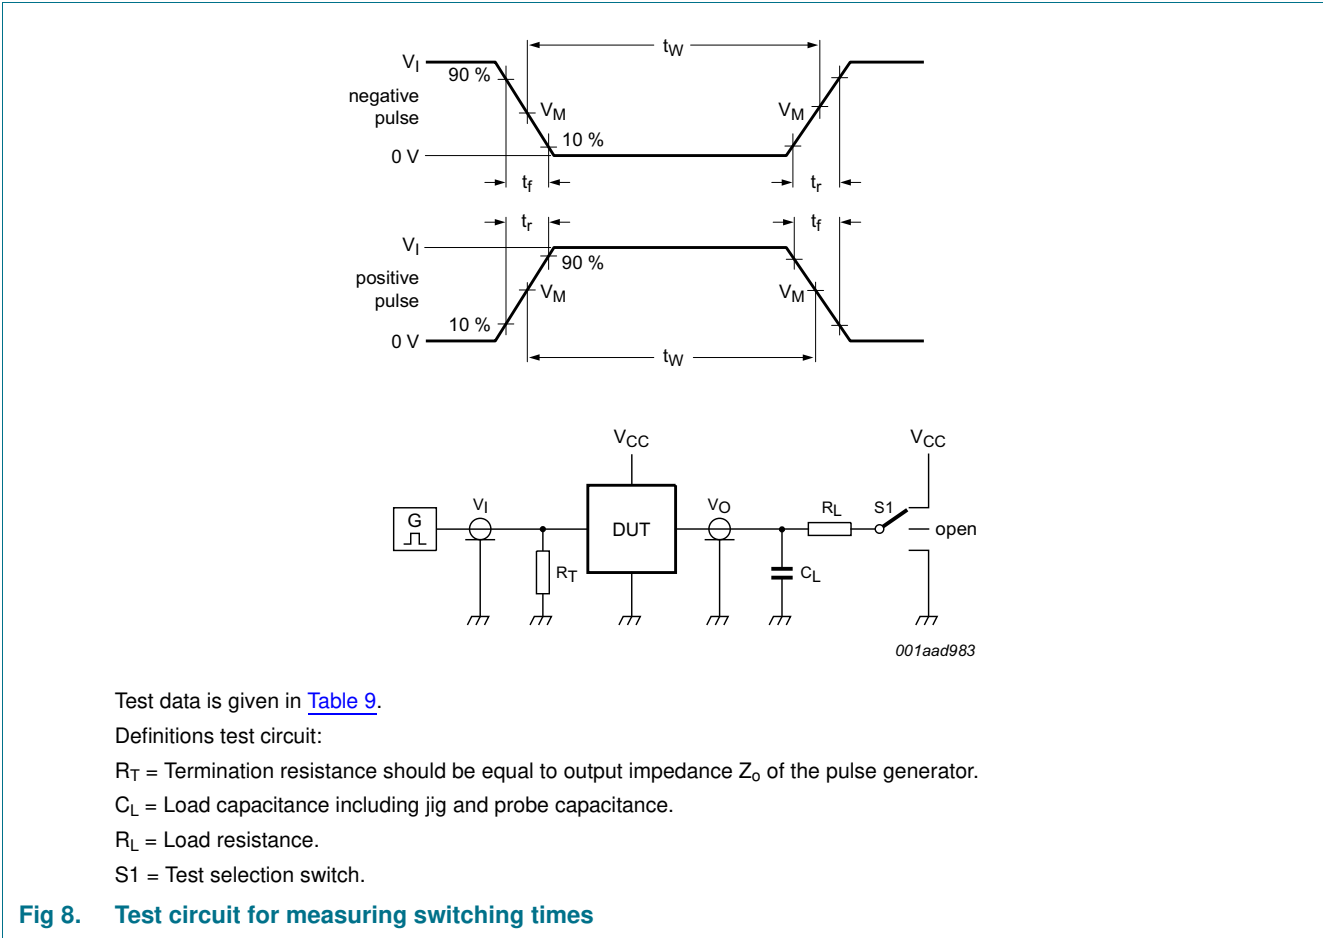 tW
VI
90 %
negative
pulse
VM
VM
10 %
0 V
tf
tr
tr
tf
VI
90 %
positive
pulse
VM
VM
10 %
0 V
tW
VCC
VCC
G
VI
DUT
VO
RL
S1
open
RT
CL
001aad983
Test data is given in Table 9.
Definitions test circuit:
RT = Termination resistance should be equal to output impedance Zo of the pulse generator.
CL = Load capacitance including jig and probe capacitance.
RL = Load resistance.
S1 = Test selection switch.
Fig 8. Test circuit for measuring switching times